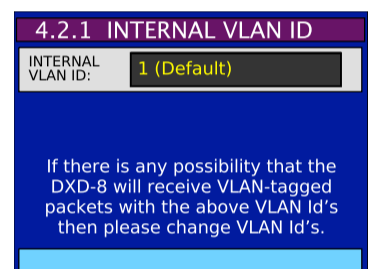 4.2.1 INTERNAL VLAN ID
INTERNAL
VLAN ID:
1 (Default)
If there is any possibility that the
DXD-8 will receive VLAN-tagged
packets with the above VLAN Id’s
then please change VLAN Id’s.